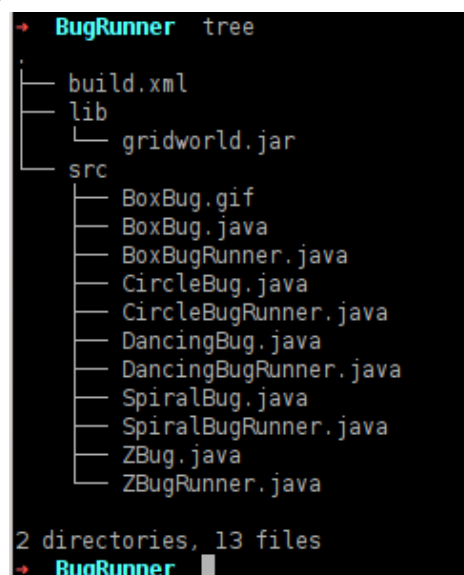 → BugRunner tree
.
├── build.xml
├── lib
│   └── gridworld.jar
└── src
    ├── BoxBug.gif
    ├── BoxBug.java
    ├── BoxBugRunner.java
    ├── CircleBug.java
    ├── CircleBugRunner.java
    ├── DancingBug.java
    ├── DancingBugRunner.java
    ├── SpiralBug.java
    ├── SpiralBugRunner.java
    ├── ZBug.java
    └── ZBugRunner.java
2 directories, 13 files
→ BugRunner